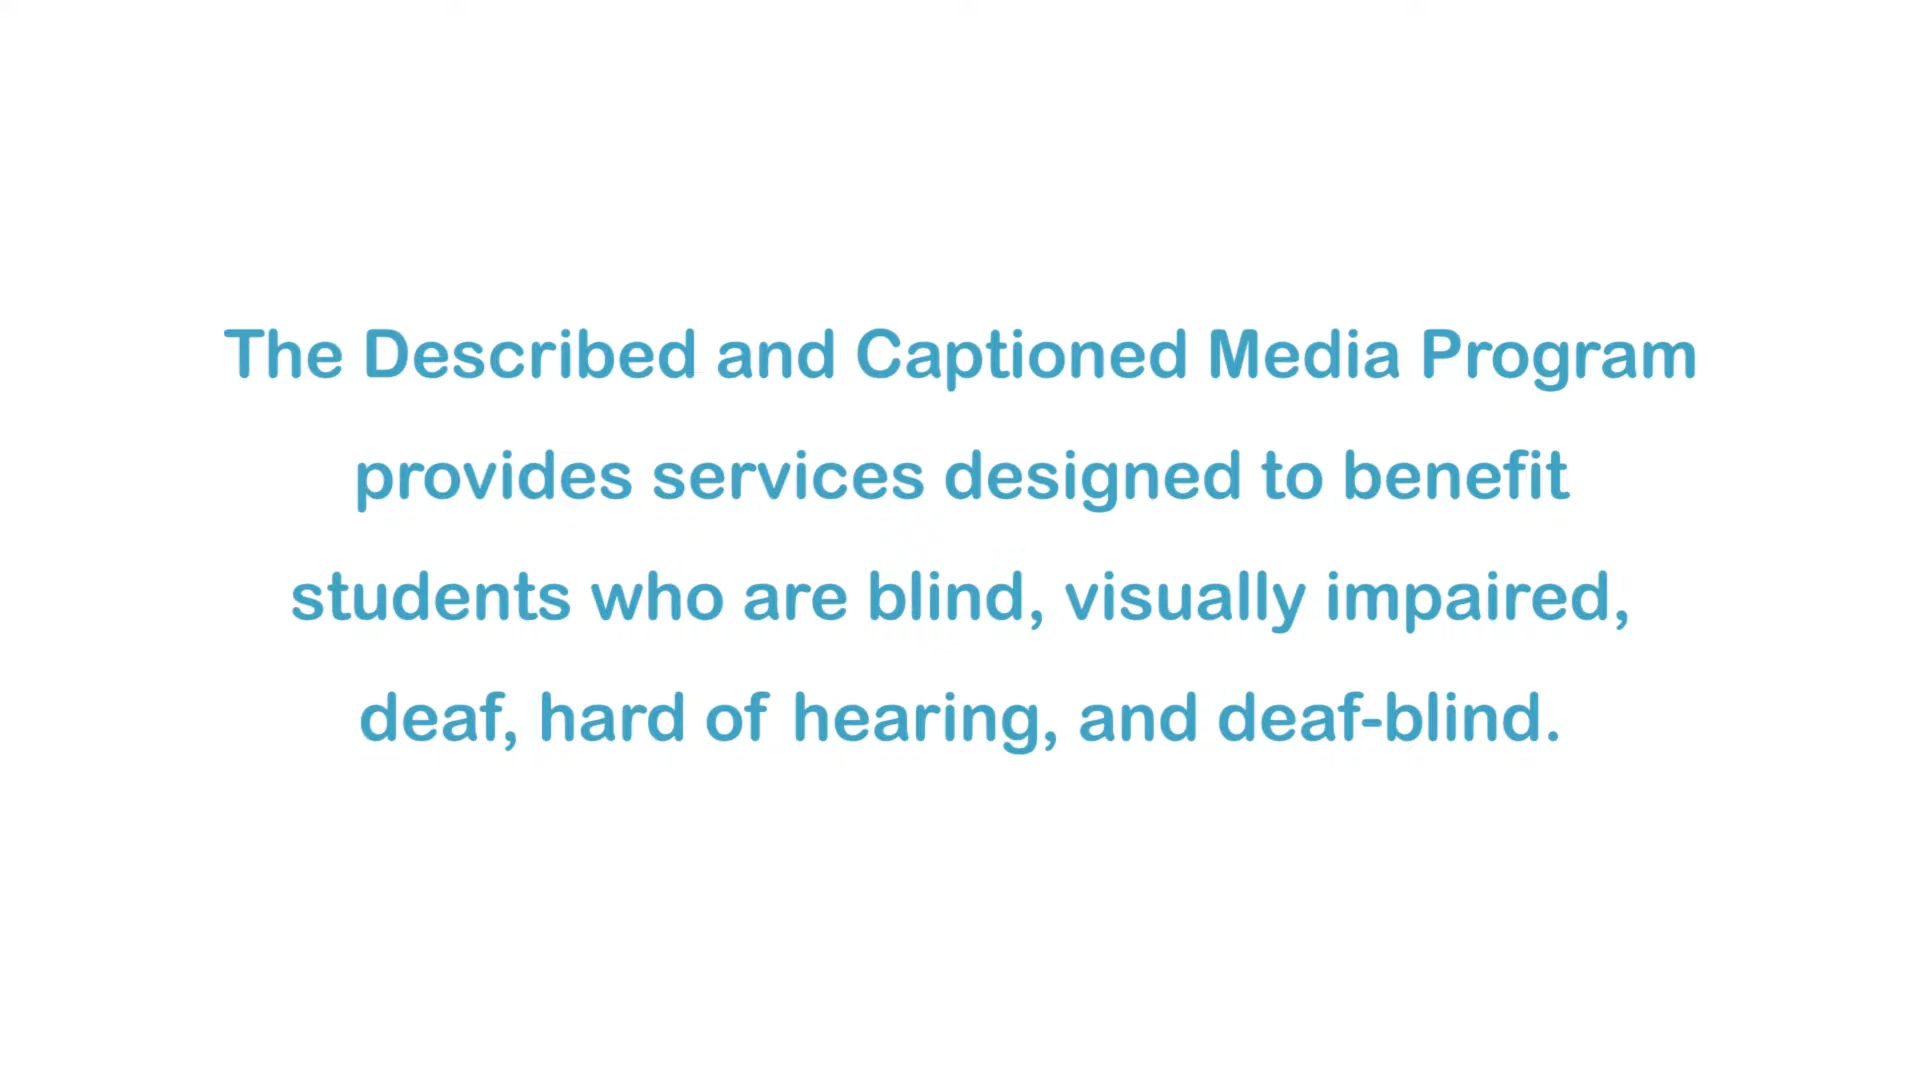 The Described and Captioned Media Program
provides services designed to benefit
students who are blind, visually impaired,
deaf, hard of hearing, and deaf-blind.